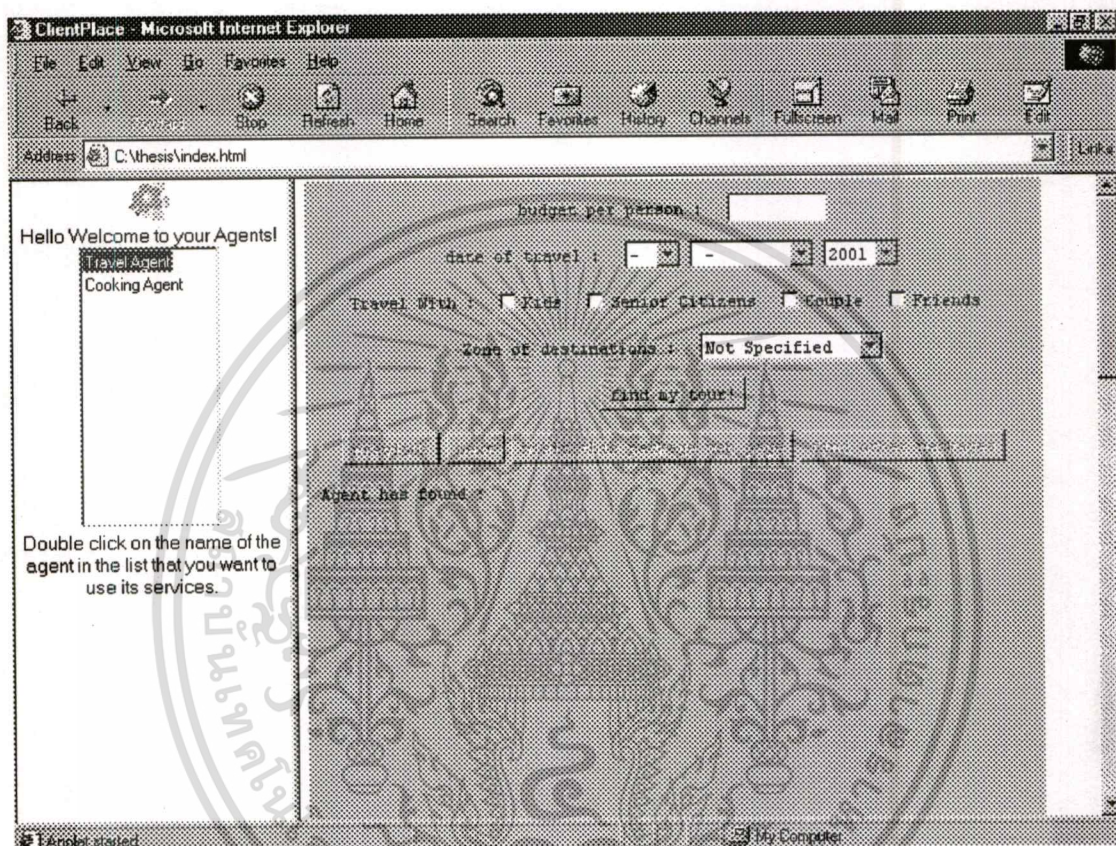 ClientPlace - Microsoft Internet Explorer
File Edit View Go Favorites Help
Back Stop Refresh Home Search Favorites History Channels Fullscreen Mail Print Edit
Address C:\thesis\index.html Links
Hello Welcome to your Agents!
Travel Agent
Cooking Agent
Double click on the name of the
agent in the list that you want to
use its services.
budget per person :
date of travel : - - 2001
Travel With : Kids Senior Citizens Couple Friends
Zone of destinations : Not Specified
find my tour!
Agent has found :
Applet started
My Computer